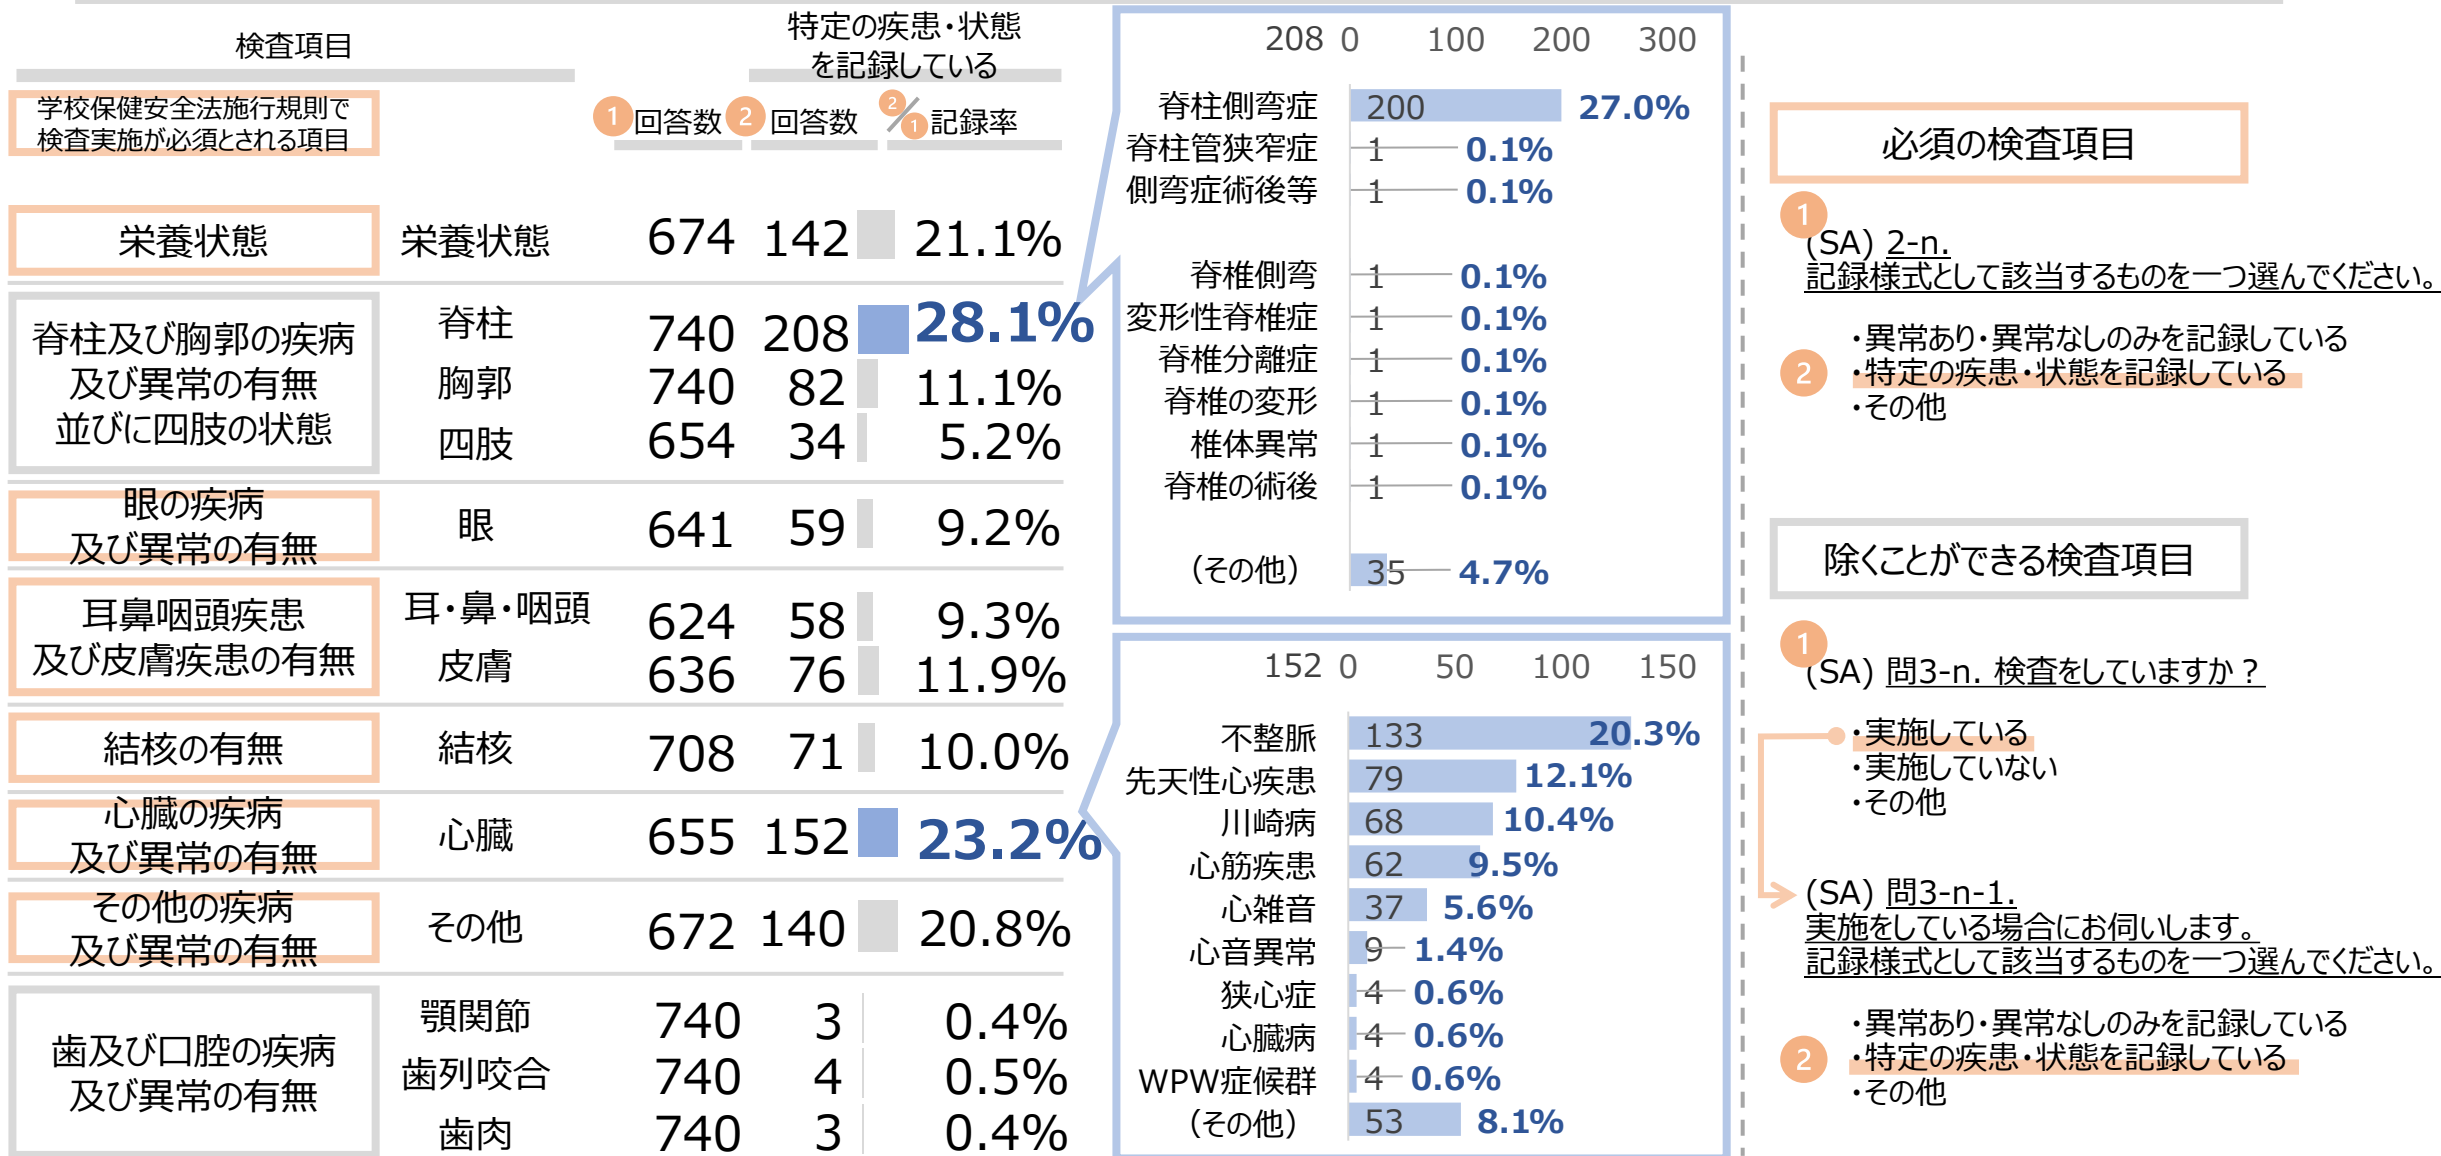 検査項目
特定の疾患・状態
を記録している
学校保健安全法施行規則で
検査実施が必須とされる項目
1 回答数 2 回答数 2/1 記録率
栄養状態 栄養状態 674 142 21.1%
脊柱及び胸郭の疾病
及び異常の有無
並びに四肢の状態
脊柱 740 208 28.1%
胸郭 740 82 11.1%
四肢 654 34 5.2%
眼の疾病
及び異常の有無
眼 641 59 9.2%
耳鼻咽頭疾患
及び皮膚疾患の有無
耳・鼻・咽頭 624 58 9.3%
皮膚 636 76 11.9%
結核の有無 結核 708 71 10.0%
心臓の疾病
及び異常の有無
心臓 655 152 23.2%
その他の疾病
及び異常の有無
その他 672 140 20.8%
歯及び口腔の疾病
及び異常の有無
顎関節 740 3 0.4%
歯列咬合 740 4 0.5%
歯肉 740 3 0.4%
208 0 100 200 300
脊柱側弯症 200 27.0%
脊柱管狭窄症 1 0.1%
側弯症術後等 1 0.1%
脊椎側弯 1 0.1%
変形性脊椎症 1 0.1%
脊椎分離症 1 0.1%
脊椎の変形 1 0.1%
椎体異常 1 0.1%
脊椎の術後 1 0.1%
（その他） 35 4.7%
152 0 50 100 150
不整脈 133 20.3%
先天性心疾患 79 12.1%
川崎病 68 10.4%
心筋疾患 62 9.5%
心雑音 37 5.6%
心音異常 9 1.4%
狭心症 4 0.6%
心臓病 4 0.6%
WPW症候群 4 0.6%
（その他） 53 8.1%
必須の検査項目
1
(SA) 2-n.
記録様式として該当するものを一つ選んでください。
・異常あり・異常なしのみを記録している
2 ・特定の疾患・状態を記録している
・その他
除くことができる検査項目
1
(SA) 問3-n. 検査をしていますか？
・実施している
・実施していない
・その他
(SA) 問3-n-1.
実施をしている場合にお伺いします。
記録様式として該当するものを一つ選んでください。
・異常あり・異常なしのみを記録している
2 ・特定の疾患・状態を記録している
・その他